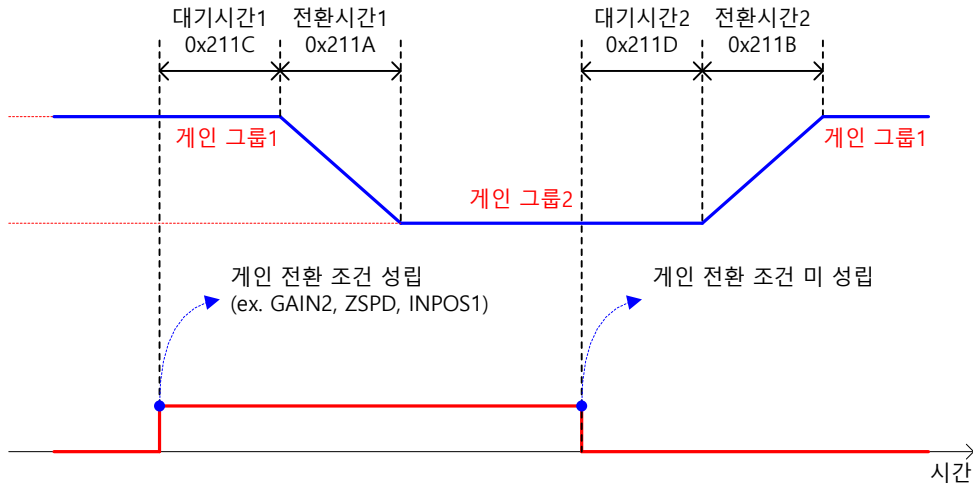 대기시간1 전환시간1 대기시간2 전환시간2
0x211C 0x211A 0x211D 0x211B
게인 그룹1 게인 그룹1
게인 그룹2
게인 전환 조건 성립 게인 전환 조건 미 성립
(ex. GAIN2, ZSPD, INPOS1)
시간